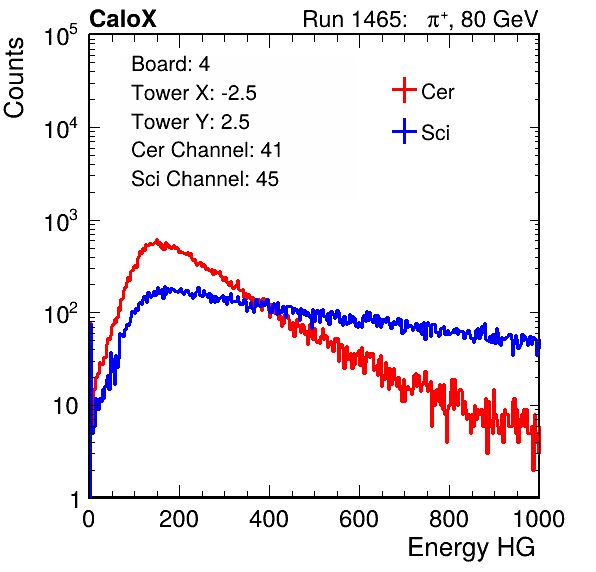 CaloX Run 1465: π⁺, 80 GeV
Counts
10⁵
10⁴
10³
10²
10
1
Board: 4
Tower X: -2.5
Tower Y: 2.5
Cer Channel: 41
Sci Channel: 45
Cer
Sci
0 200 400 600 800 1000
Energy HG